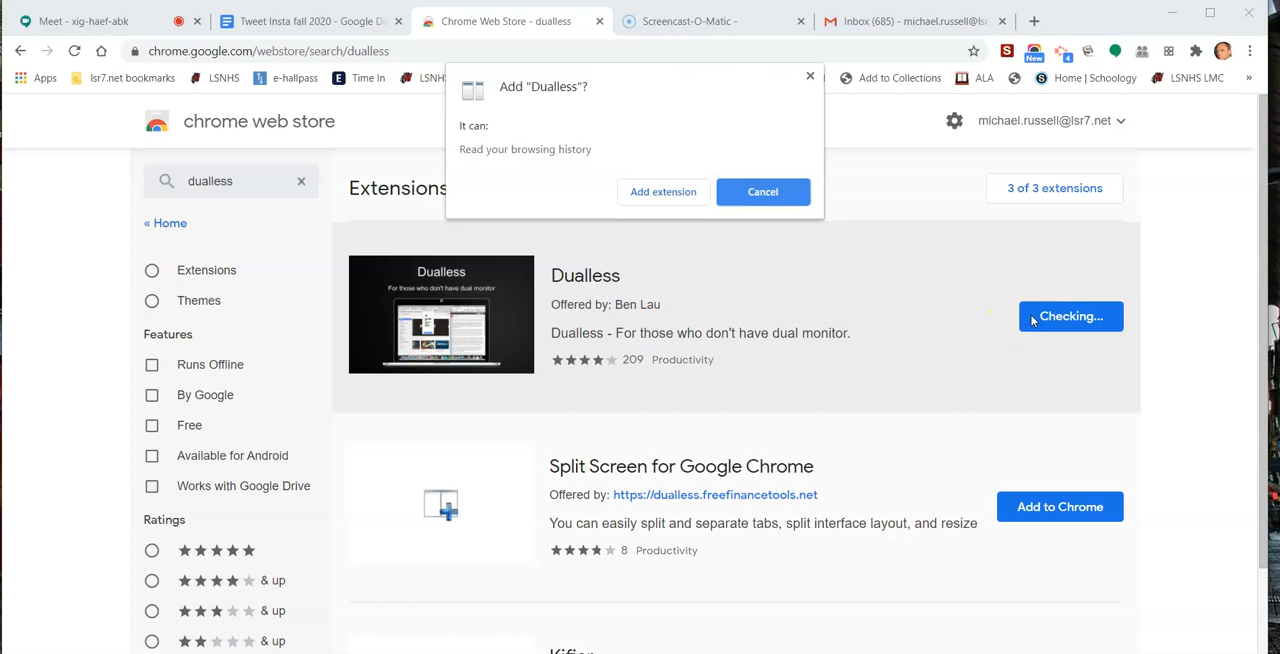 Meet - xig-haef-abk
Tweet Insta fall 2020 - Google Do
Chrome Web Store - dualless
Screencast-O-Matic -
Inbox (685) - michael.russell@lsr
chrome.google.com/webstore/search/dualless
New
4
Apps
lsr7.net bookmarks
LSNHS
e-hallpass
Time In
LSNH
Add to Collections
ALA
Home | Schoology
LSNHS LMC
»
Add "Dualless"?
It can:
Read your browsing history
Add extension
Cancel
chrome web store
michael.russell@lsr7.net
dualless
Extensions
3 of 3 extensions
« Home
Extensions
Themes
Features
Runs Offline
By Google
Free
Available for Android
Works with Google Drive
Ratings
& up
& up
& up
Dualless
For those who don't have dual monitor
Dualless
Offered by: Ben Lau
Dualless - For those who don't have dual monitor.
209 Productivity
Checking...
Split Screen for Google Chrome
Offered by: https://dualless.freefinancetools.net
You can easily split and separate tabs, split interface layout, and resize
8 Productivity
Add to Chrome